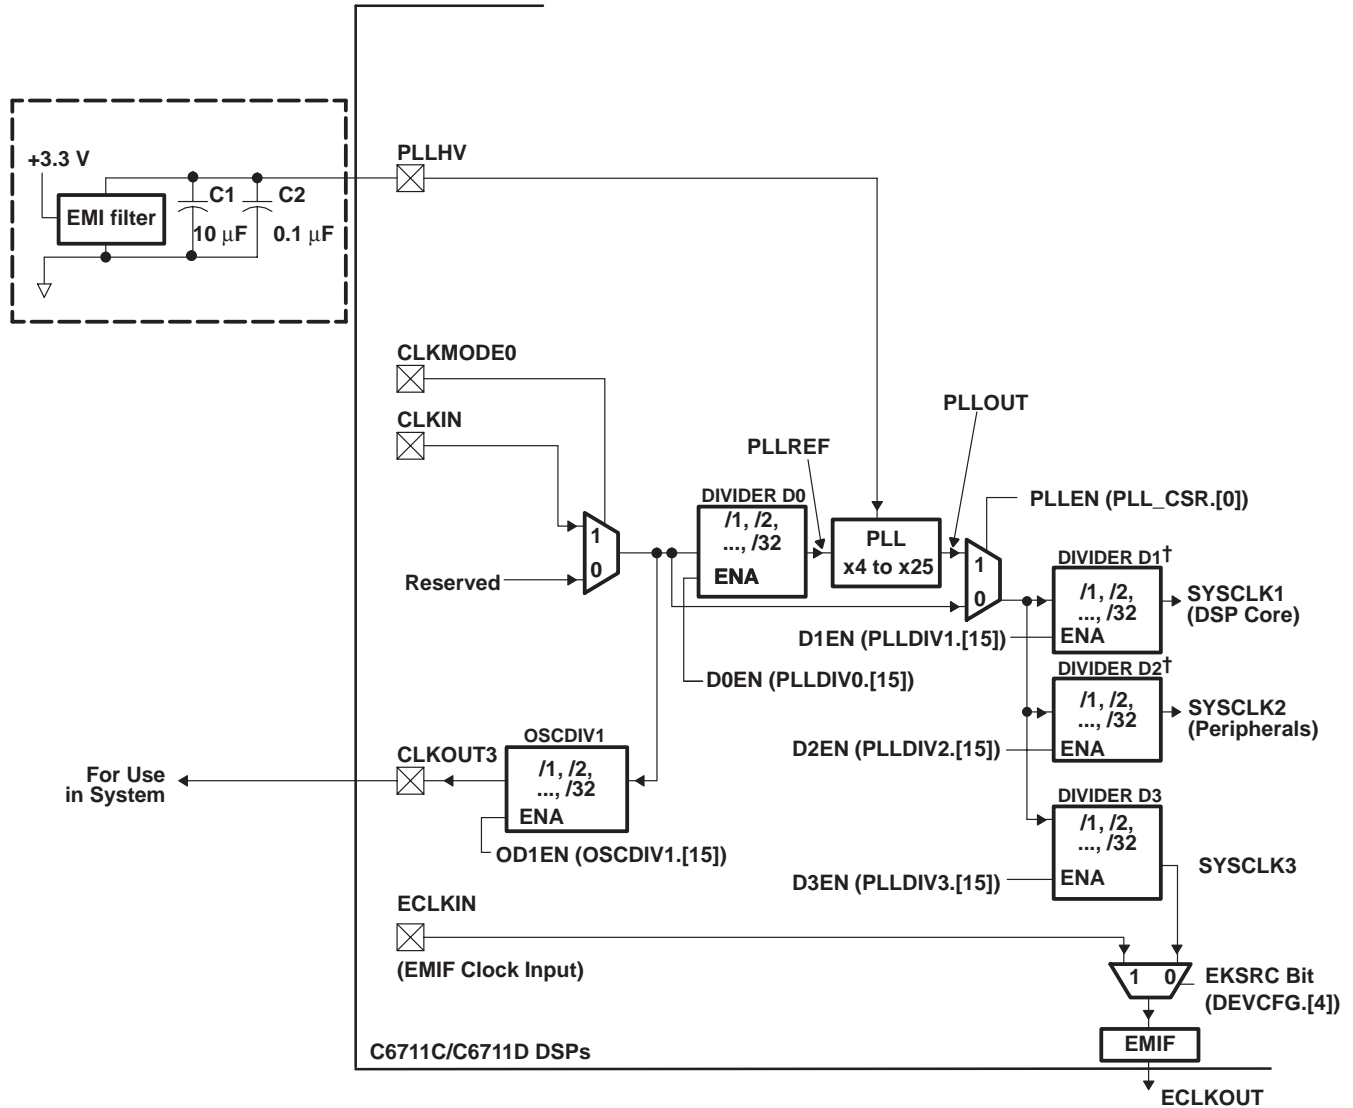 PLLHV
+3.3 V
C1
C2
EMI filter
10 µF
0.1 µF
CLKMODE0
CLKIN
PLLOUT
PLLREF
DIVIDER D0
/1, /2,
..., /32
ENA
PLL
x4 to x25
PLLEN (PLL_CSR.[0])
1
0
Reserved
1
0
DIVIDER D1†
/1, /2,
..., /32
ENA
SYSCLK1
(DSP Core)
D1EN (PLLDIV1.[15])
D0EN (PLLDIV0.[15])
DIVIDER D2†
/1, /2,
..., /32
ENA
SYSCLK2
(Peripherals)
D2EN (PLLDIV2.[15])
For Use
in System
CLKOUT3
OSCDIV1
/1, /2,
..., /32
ENA
OD1EN (OSCDIV1.[15])
DIVIDER D3
/1, /2,
..., /32
ENA
SYSCLK3
D3EN (PLLDIV3.[15])
ECLKIN
(EMIF Clock Input)
1 0
EKSRC Bit
(DEVCFG.[4])
EMIF
C6711C/C6711D DSPs
ECLKOUT